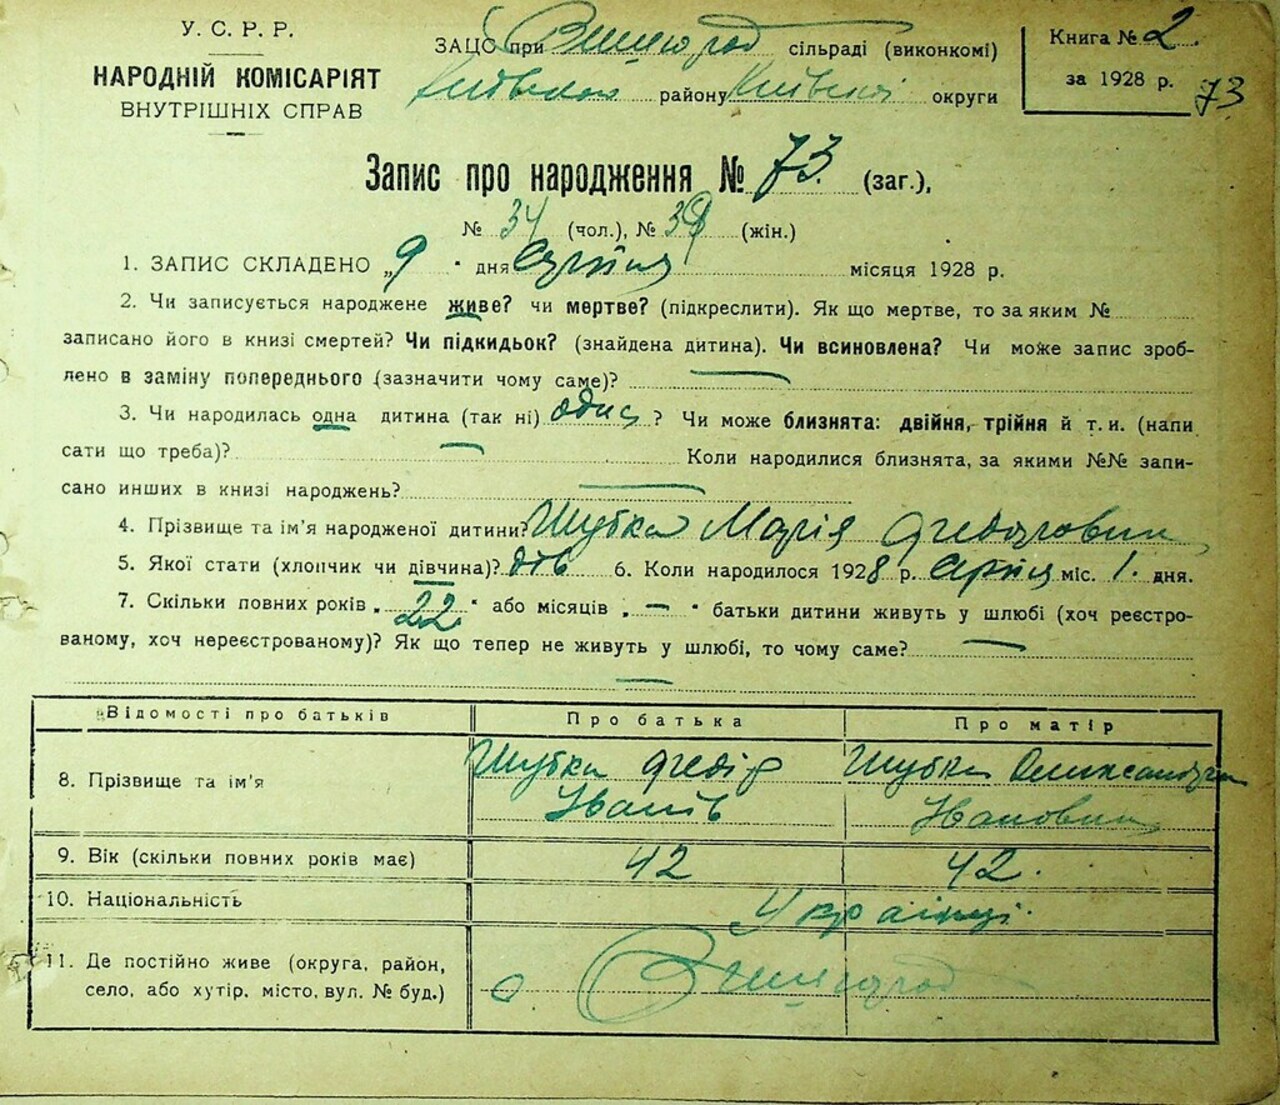 У. С. Р. Р.
НАРОДНІЙ КОМІСАРІЯТ
ВНУТРІШНІХ СПРАВ
ЗАЦС при Вишгород сільраді (виконкомі)
Київського району Київської округи
Книга № 2.
за 1928 р.
73
Запис про народження № 73. (заг.),
№ 34 (чол.), № 39 (жін.)
1. ЗАПИС СКЛАДЕНО „9 " дня Серпня місяця 1928 р.
2. Чи записується народжене живе? чи мертве? (підкреслити). Як що мертве, то за яким №
записано його в книзі смертей? Чи підкидьок? (знайдена дитина). Чи всиновлена? Чи може запис зроб-
лено в заміну попереднього (зазначити чому саме)? —
3. Чи народилась одна дитина (так ні) одна ? Чи може близнята: двійня, трійня й т. и. (напи
сати що треба)? — Коли народилися близнята, за якими №№ запи-
сано инших в книзі народжень? —
4. Прізвище та ім'я народженої дитини? Шубка Марія Федоровна
5. Якої стати (хлопчик чи дівчина)? дів 6. Коли народилося 1928 р. Серпня міс. 1. дня.
7. Скільки повних років „ 22 " або місяців „ — " батьки дитини живуть у шлюбі (хоч реєстро-
ваному, хоч нереєстрованому)? Як що тепер не живуть у шлюбі, то чому саме? —
—
Відомості про батьків Про батька Про матір
8. Прізвище та ім'я Шубка Федір Шубка Олександра
Іванів Івановна
9. Вік (скільки повних років має) 42 42.
10. Національність Українці.
11. Де постійно живе (округа, район,
село, або хутір, місто, вул. № буд.) с Вишгород